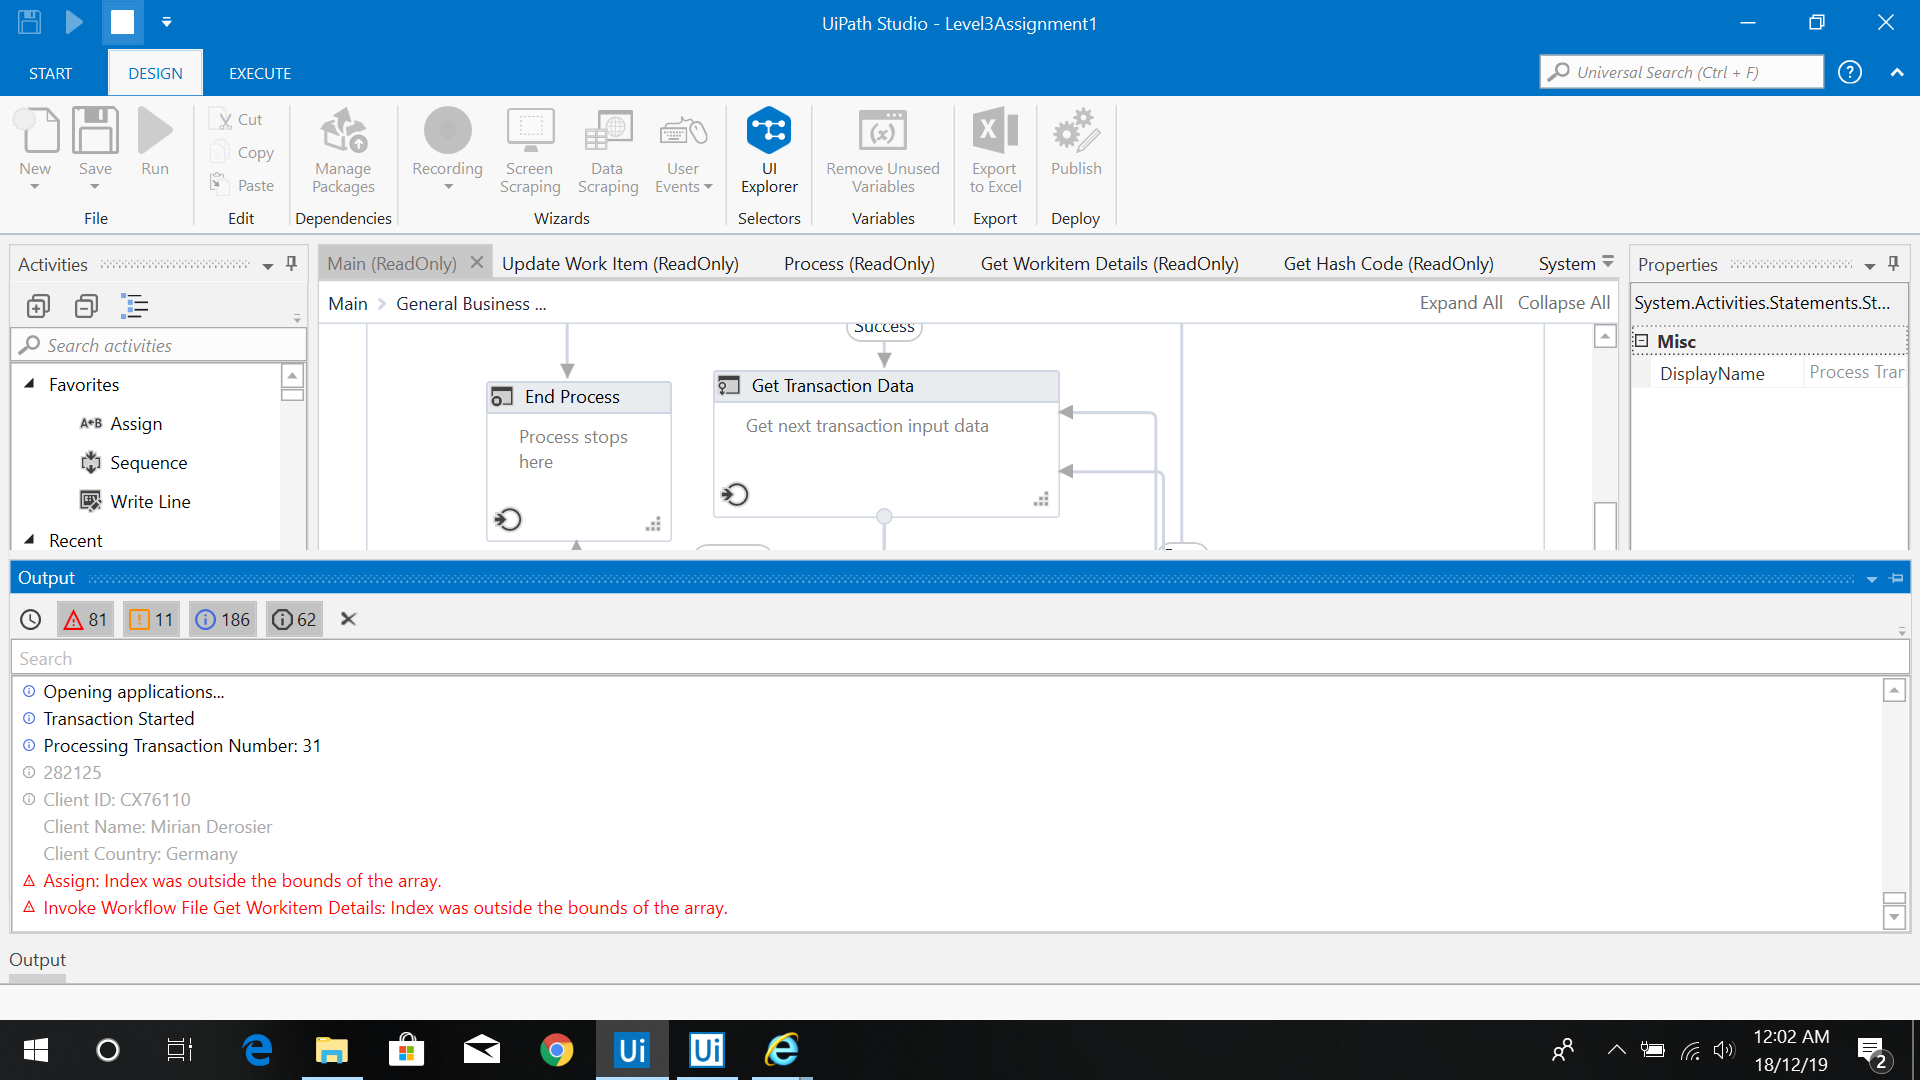 UiPath Studio - Level3Assignment1
START
DESIGN
EXECUTE
Universal Search (Ctrl + F)
New
Save
Run
File
Cut
Copy
Paste
Edit
Manage
Packages
Dependencies
Recording
Screen
Scraping
Data
Scraping
User
Events
Wizards
UI
Explorer
Selectors
Remove Unused
Variables
Variables
Export
to Excel
Export
Publish
Deploy
Activities
Search activities
Favorites
Assign
Sequence
Write Line
Recent
Main (ReadOnly)
Update Work Item (ReadOnly)
Process (ReadOnly)
Get Workitem Details (ReadOnly)
Get Hash Code (ReadOnly)
System
Main > General Business ...
Expand All
Collapse All
Success
End Process
Process stops
here
Get Transaction Data
Get next transaction input data
Properties
System.Activities.Statements.St...
Misc
DisplayName
Process Trar
Output
81
11
186
62
Search
Opening applications...
Transaction Started
Processing Transaction Number: 31
282125
Client ID: CX76110
Client Name: Mirian Derosier
Client Country: Germany
Assign: Index was outside the bounds of the array.
Invoke Workflow File Get Workitem Details: Index was outside the bounds of the array.
Output
Ui
Ui
12:02 AM
18/12/19
2